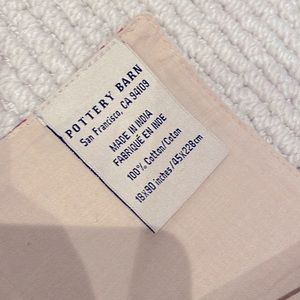 POTTERY BARN
San Francisco, CA 94109
MADE IN INDIA
FABRIQUÉ EN INDE
100% Cotton/Coton
18x90 inches/45x228cm